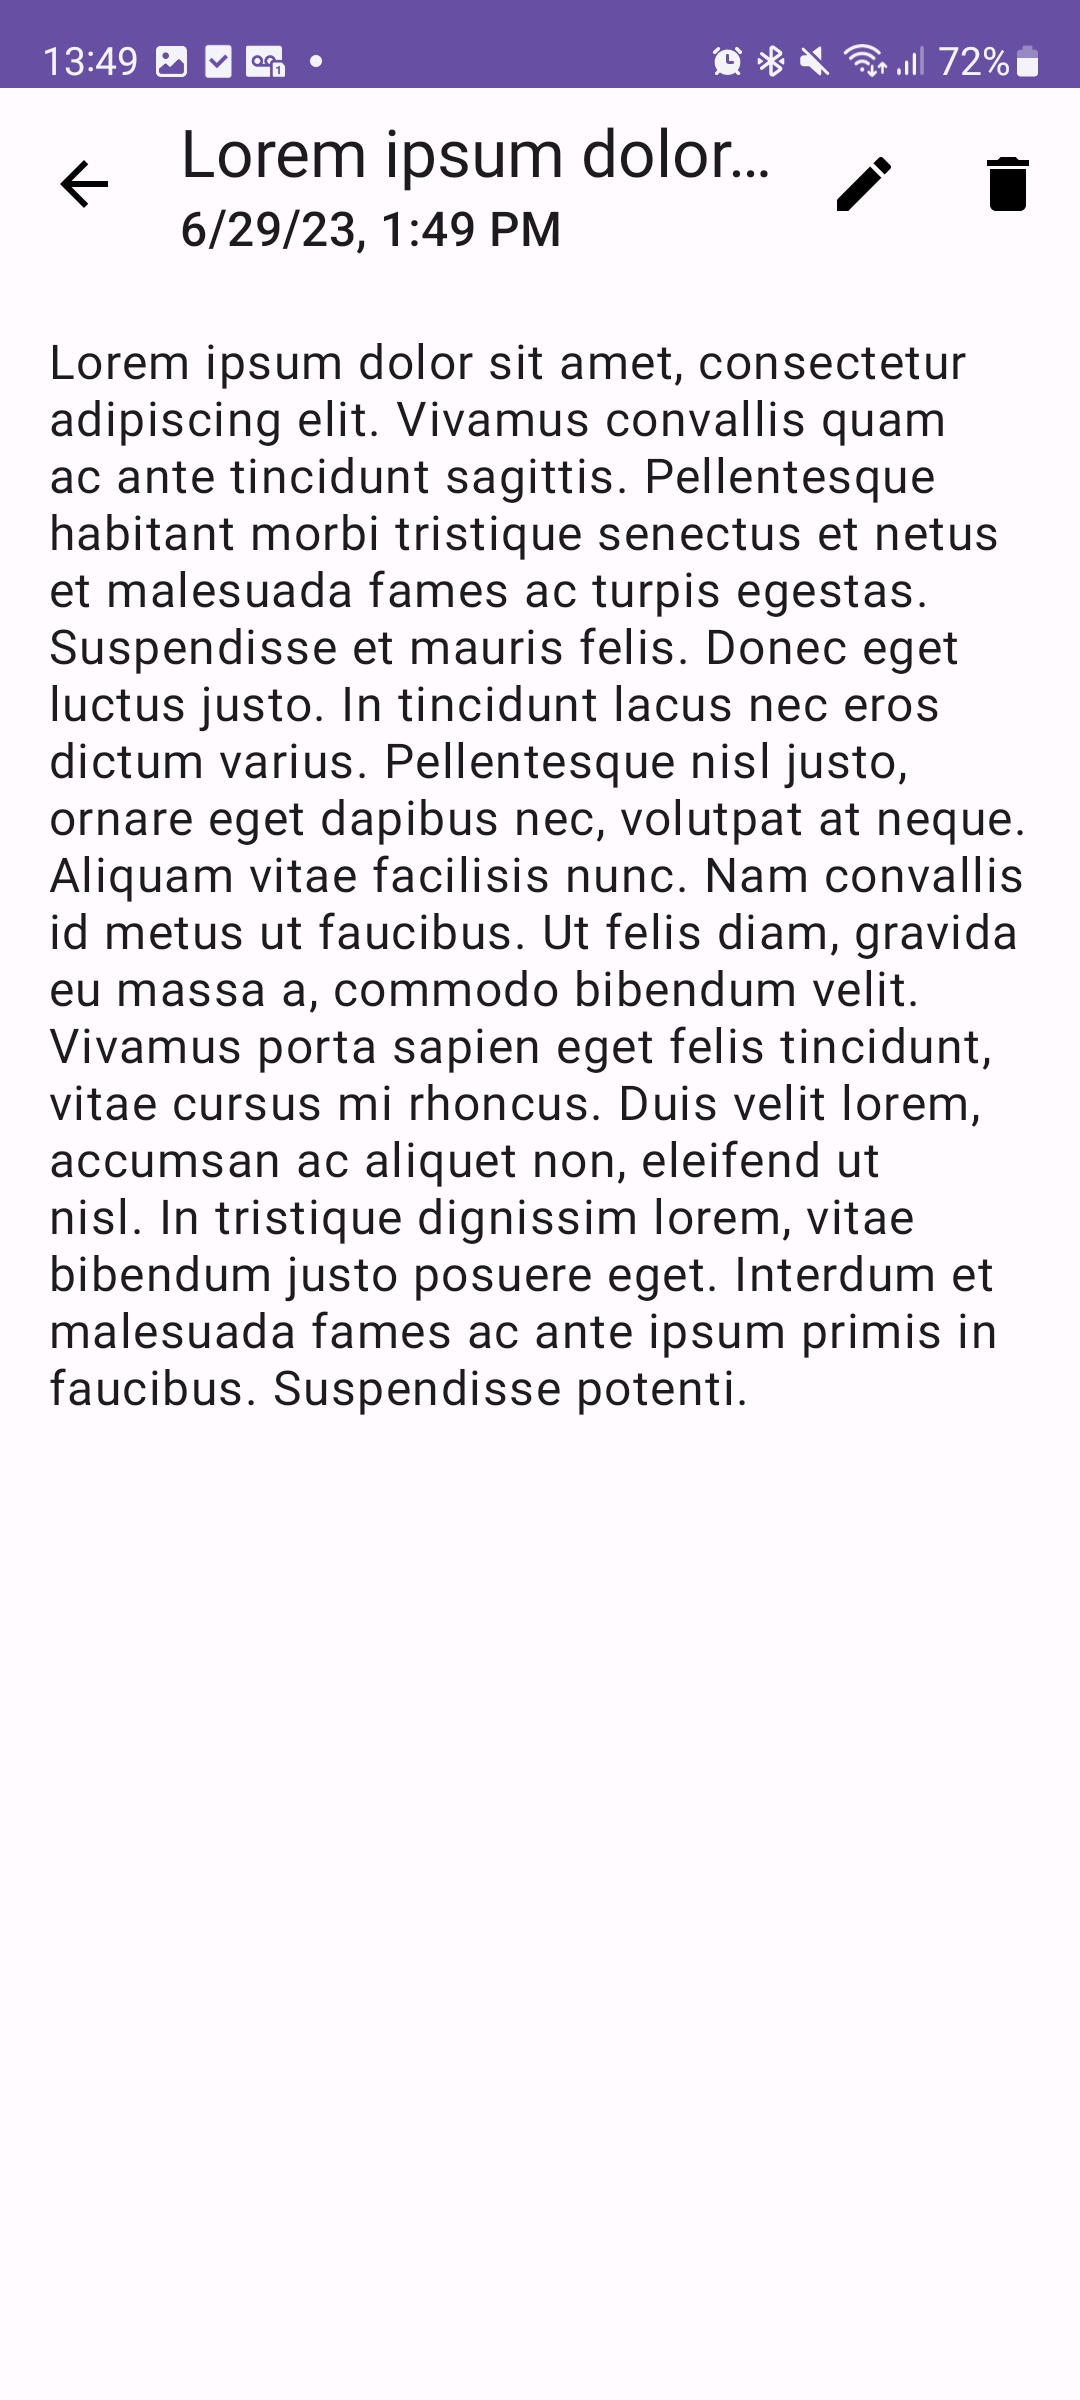 13:49 72%
Lorem ipsum dolor...
6/29/23, 1:49 PM
Lorem ipsum dolor sit amet, consectetur
adipiscing elit. Vivamus convallis quam
ac ante tincidunt sagittis. Pellentesque
habitant morbi tristique senectus et netus
et malesuada fames ac turpis egestas.
Suspendisse et mauris felis. Donec eget
luctus justo. In tincidunt lacus nec eros
dictum varius. Pellentesque nisl justo,
ornare eget dapibus nec, volutpat at neque.
Aliquam vitae facilisis nunc. Nam convallis
id metus ut faucibus. Ut felis diam, gravida
eu massa a, commodo bibendum velit.
Vivamus porta sapien eget felis tincidunt,
vitae cursus mi rhoncus. Duis velit lorem,
accumsan ac aliquet non, eleifend ut
nisl. In tristique dignissim lorem, vitae
bibendum justo posuere eget. Interdum et
malesuada fames ac ante ipsum primis in
faucibus. Suspendisse potenti.